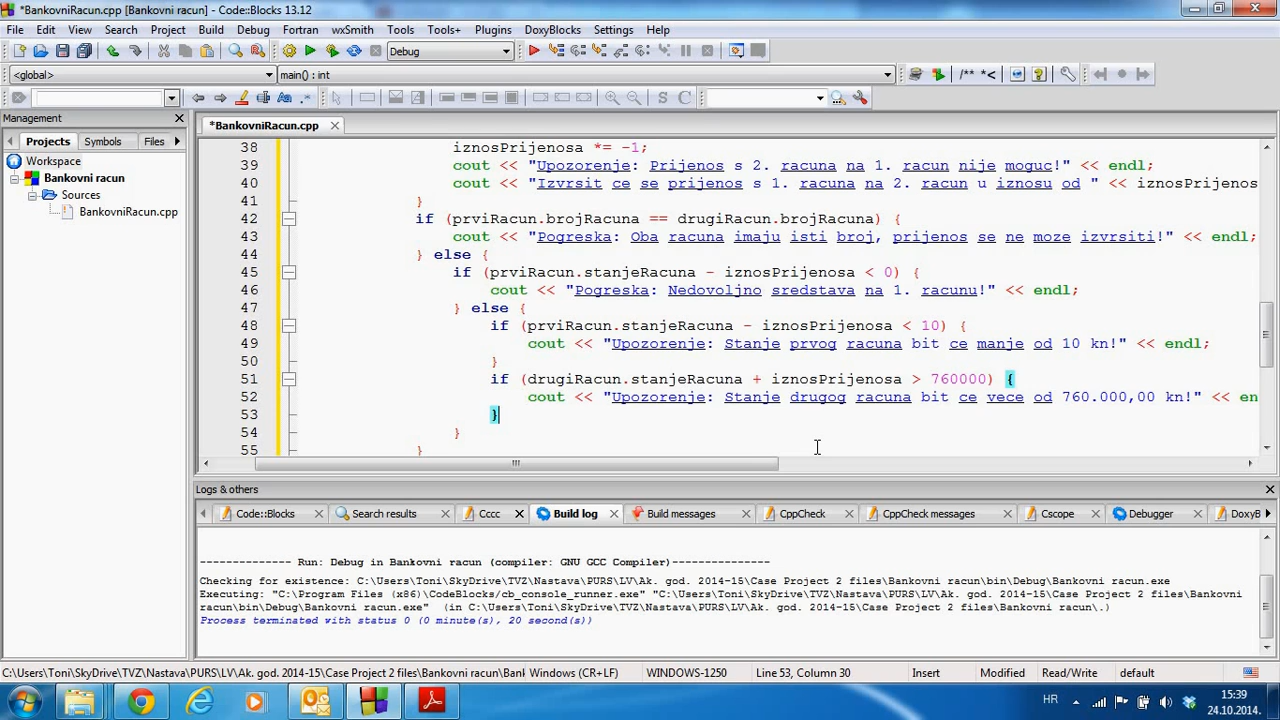 *BankovniRacun.cpp [Bankovni racun] - Code::Blocks 13.12
File Edit View Search Project Build Debug Fortran wxSmith Tools Tools+ Plugins DoxyBlocks Settings Help
Debug
<global> main() : int /** *<
Aa .* S C
Management
Projects Symbols Files
*BankovniRacun.cpp
Workspace
Bankovni racun
Sources
BankovniRacun.cpp
38 iznosPrijenosa *= -1;
39 cout << "Upozorenje: Prijenos s 2. racuna na 1. racun nije moguc!" << endl;
40 cout << "Izvrsit ce se prijenos s 1. racuna na 2. racun u iznosu od " << iznosPrijenos
41 }
42 if (prviRacun.brojRacuna == drugiRacun.brojRacuna) {
43 cout << "Pogreska: Oba racuna imaju isti broj, prijenos se ne moze izvrsiti!" << endl;
44 } else {
45 if (prviRacun.stanjeRacuna - iznosPrijenosa < 0) {
46 cout << "Pogreska: Nedovoljno sredstava na 1. racunu!" << endl;
47 } else {
48 if (prviRacun.stanjeRacuna - iznosPrijenosa < 10) {
49 cout << "Upozorenje: Stanje prvog racuna bit ce manje od 10 kn!" << endl;
50 }
51 if (drugiRacun.stanjeRacuna + iznosPrijenosa > 760000) {
52 cout << "Upozorenje: Stanje drugog racuna bit ce vece od 760.000,00 kn!" << en
53 }
54 }
55 }
Logs & others
Code::Blocks Search results Cccc Build log Build messages CppCheck CppCheck messages Cscope Debugger DoxyB
-------------- Run: Debug in Bankovni racun (compiler: GNU GCC Compiler)---------------
Checking for existence: C:\Users\Toni\SkyDrive\TVZ\Nastava\PURS\LV\Ak. god. 2014-15\Case Project 2 files\Bankovni racun\bin\Debug\Bankovni racun.exe
Executing: "C:\Program Files (x86)\CodeBlocks/cb_console_runner.exe" "C:\Users\Toni\SkyDrive\TVZ\Nastava\PURS\LV\Ak. god. 2014-15\Case Project 2 files\Bankovni
racun\bin\Debug\Bankovni racun.exe" (in C:\Users\Toni\SkyDrive\TVZ\Nastava\PURS\LV\Ak. god. 2014-15\Case Project 2 files\Bankovni racun\.)
Process terminated with status 0 (0 minute(s), 20 second(s))
C:\Users\Toni\SkyDrive\TVZ\Nastava\PURS\LV\Ak. god. 2014-15\Case Project 2 files\Bankovni racun\Bank Windows (CR+LF) WINDOWS-1250 Line 53, Column 30 Insert Modified Read/Write default
HR 15:39
24.10.2014.